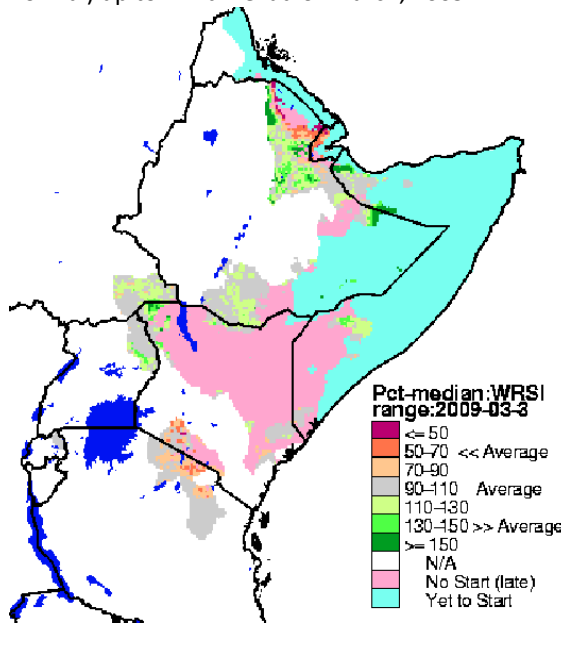 Pct-median:WRSI
range:2009-03-3
<= 50
50-70 << Average
70-90
90-110 Average
110-130
130-150 >> Average
>= 150
N/A
No Start (late)
Yet to Start